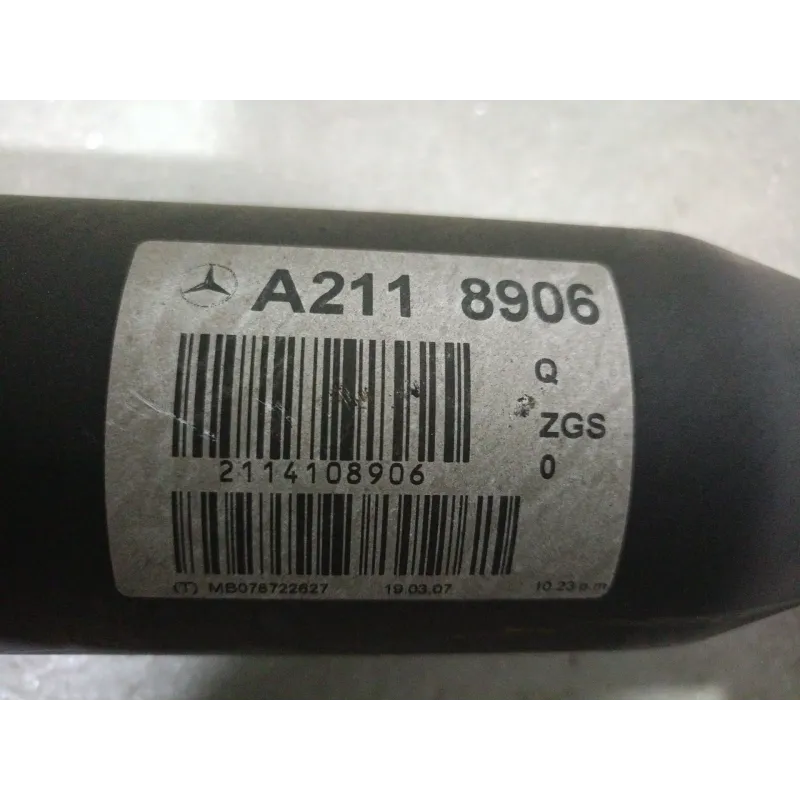 A211 8906
Q
ZGS
2114108906 0
(T) MB076722627 19.03.07 10.23 a.m